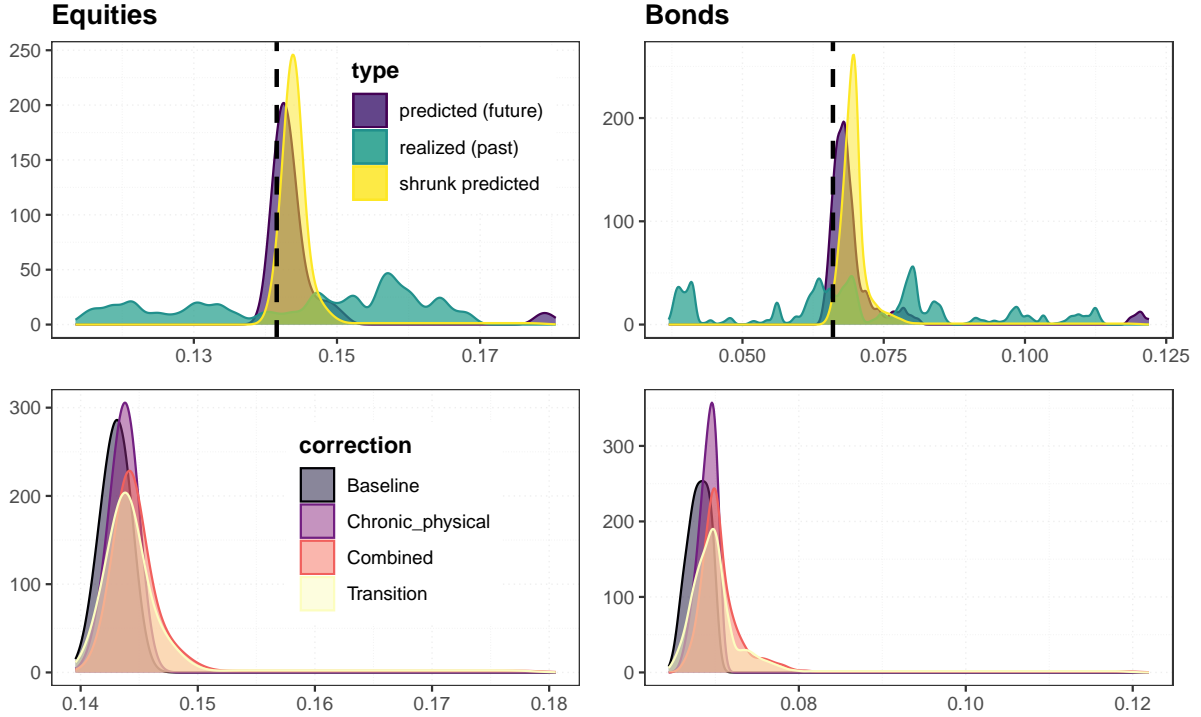 Equities
Bonds
250
200
150
100
50
0
type
predicted (future)
realized (past)
shrunk predicted
0.13 0.15 0.17
200
100
0
0.050 0.075 0.100 0.125
300
200
100
0
correction
Baseline
Chronic_physical
Combined
Transition
0.14 0.15 0.16 0.17 0.18
300
200
100
0
0.08 0.10 0.12